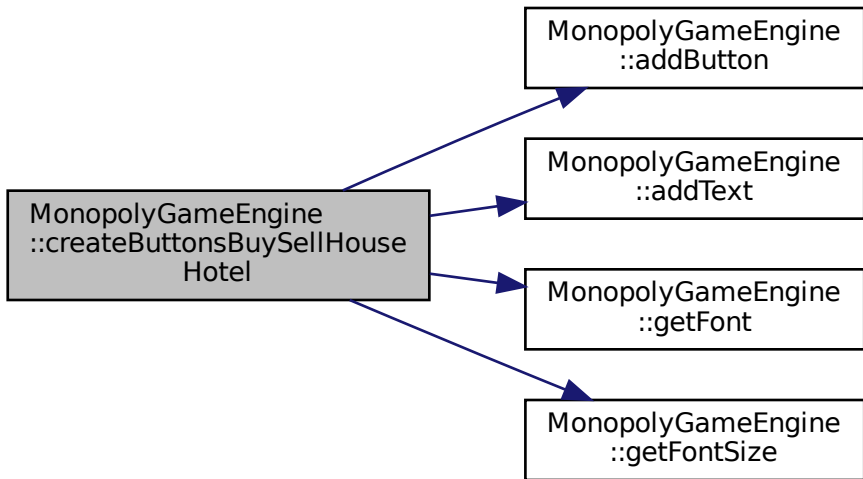 MonopolyGameEngine
::createButtonsBuySellHouse
Hotel
MonopolyGameEngine
::addButton
MonopolyGameEngine
::addText
MonopolyGameEngine
::getFont
MonopolyGameEngine
::getFontSize